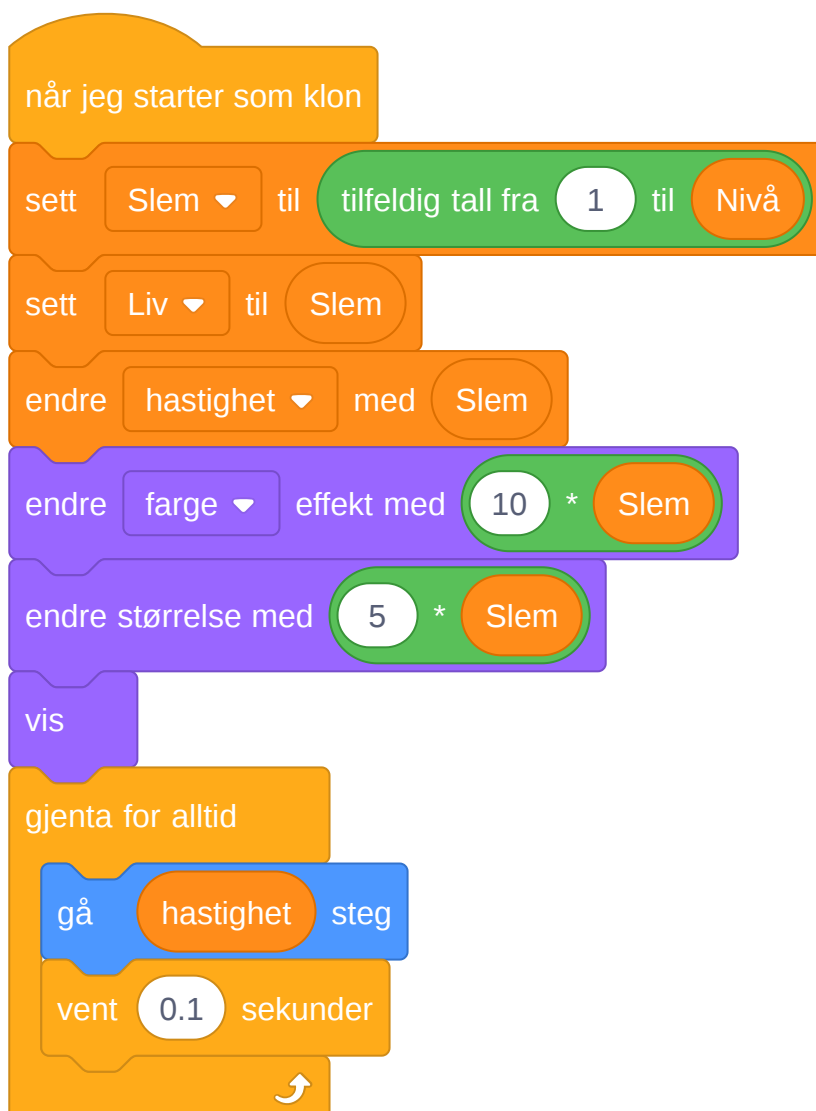 når jeg starter som klon
sett Slem til tilfeldig tall fra 1 til Nivå
sett Liv til Slem
endre hastighet med Slem
endre farge effekt med 10 * Slem
endre størrelse med 5 * Slem
vis
gjenta for alltid
gå hastighet steg
vent 0.1 sekunder